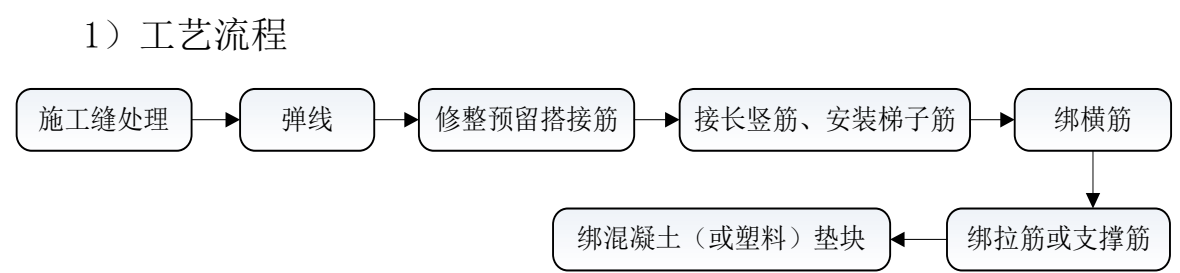 1）工艺流程
施工缝处理
弹线
修整预留搭接筋
接长竖筋、安装梯子筋
绑横筋
绑拉筋或支撑筋
绑混凝土（或塑料）垫块